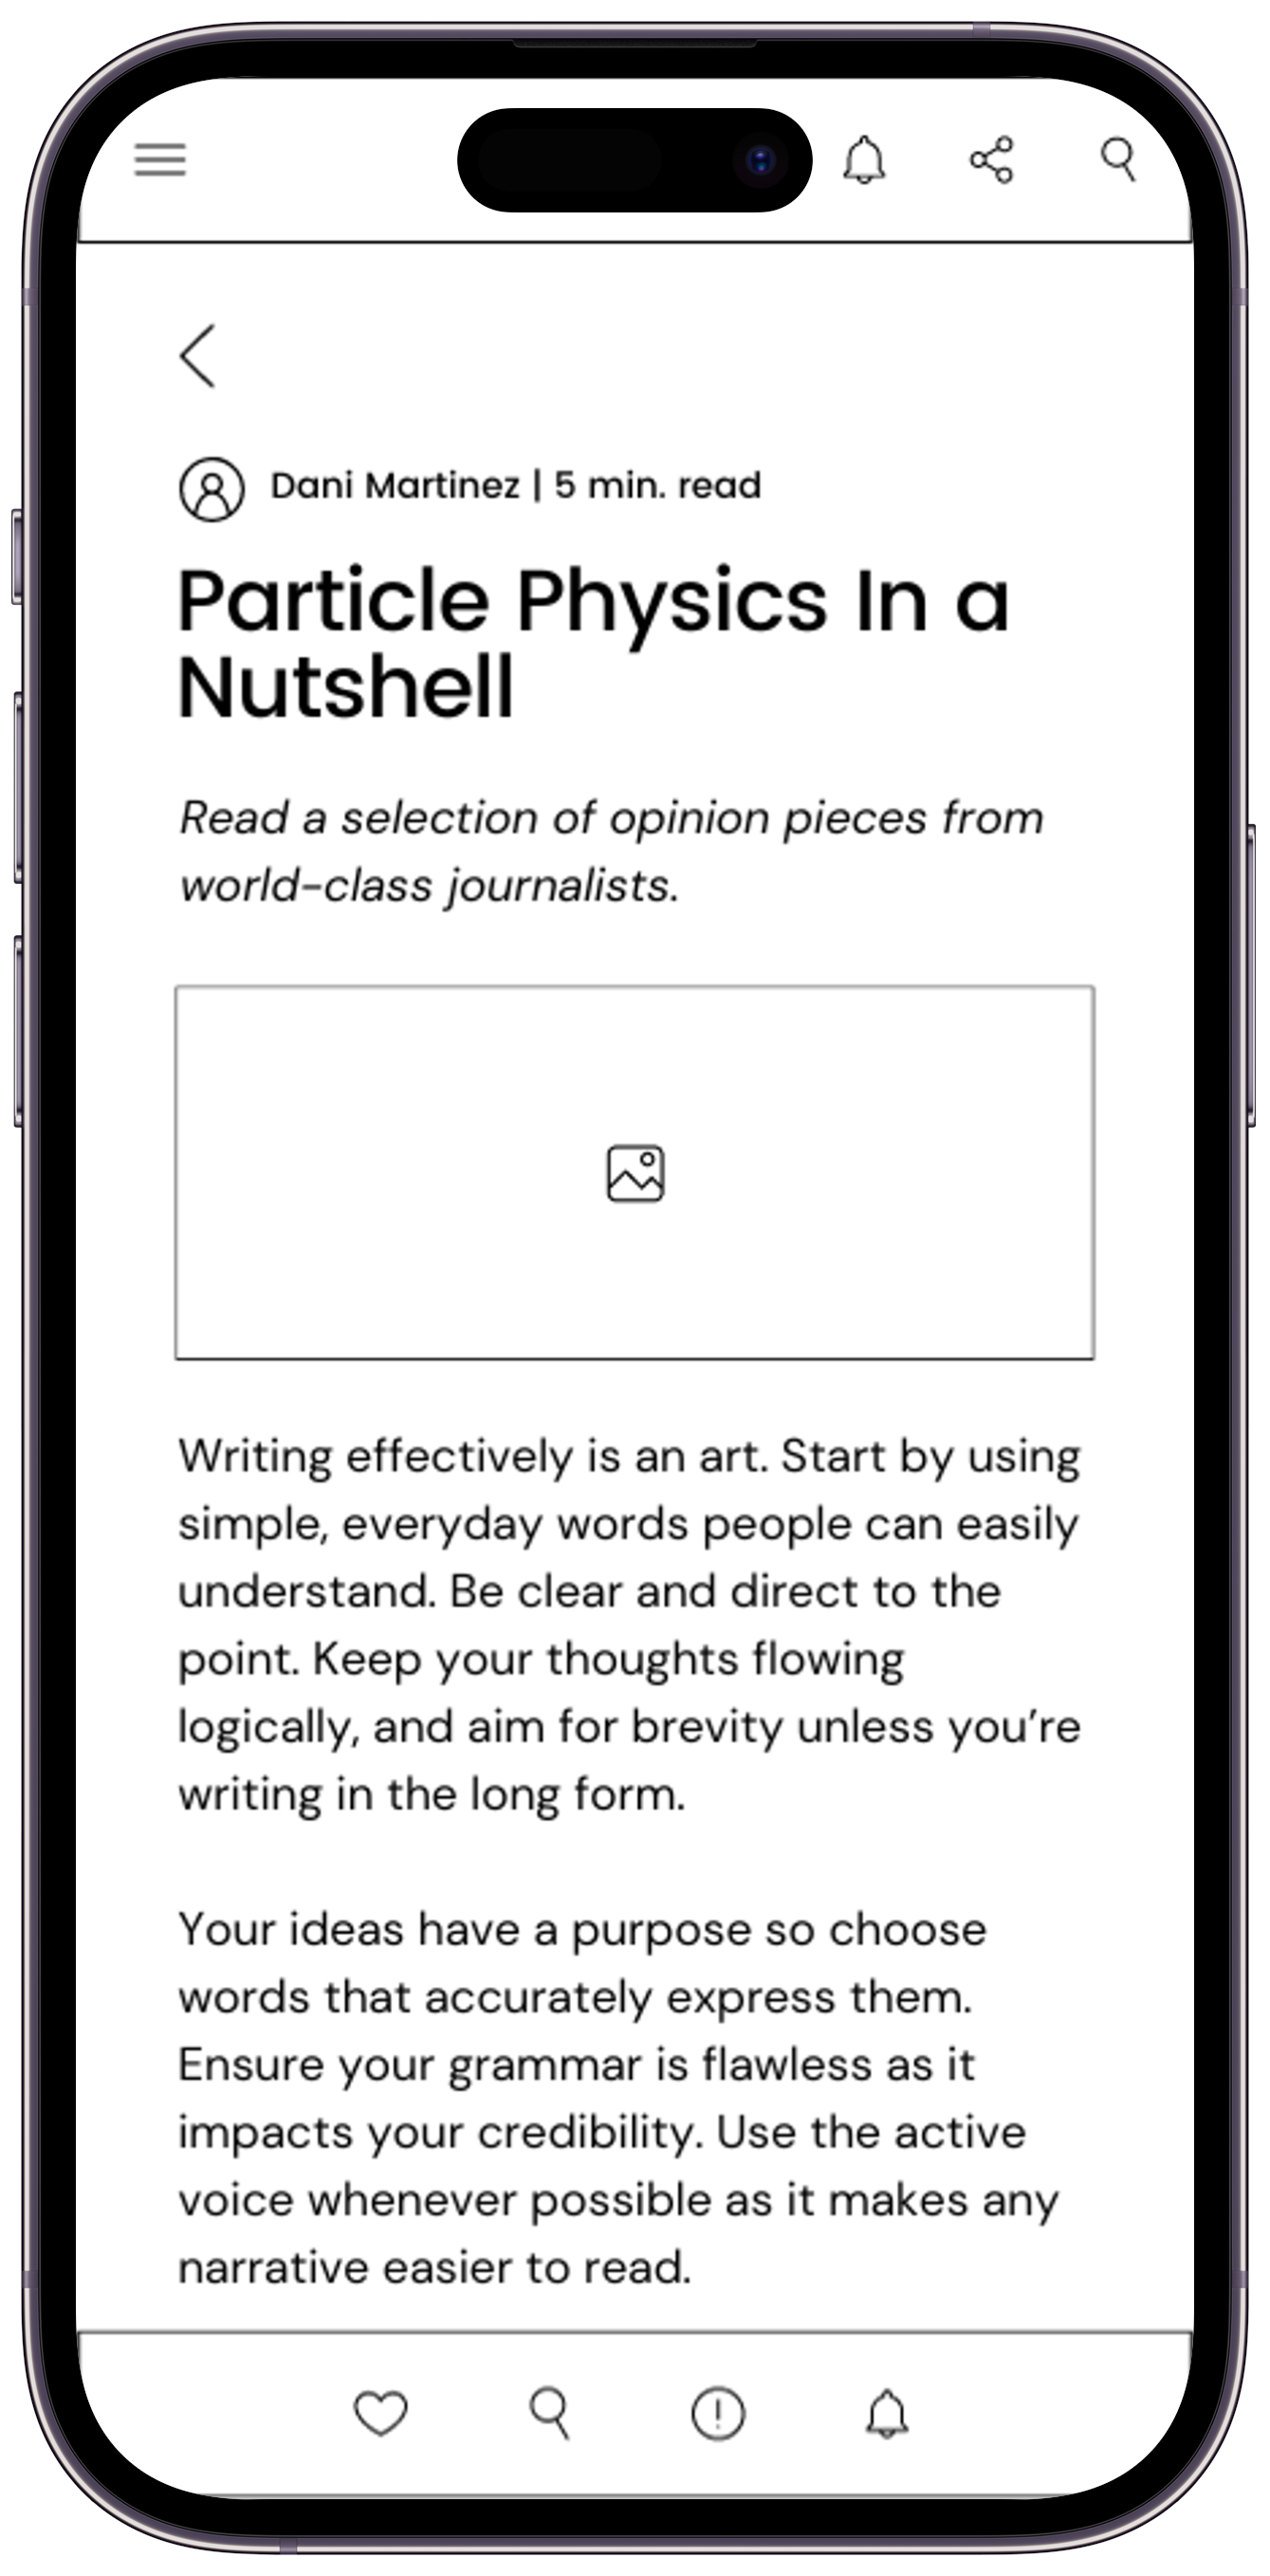 Dani Martinez | 5 min. read
Particle Physics In a
Nutshell
Read a selection of opinion pieces from
world-class journalists.
Writing effectively is an art. Start by using
simple, everyday words people can easily
understand. Be clear and direct to the
point. Keep your thoughts flowing
logically, and aim for brevity unless you’re
writing in the long form.
Your ideas have a purpose so choose
words that accurately express them.
Ensure your grammar is flawless as it
impacts your credibility. Use the active
voice whenever possible as it makes any
narrative easier to read.